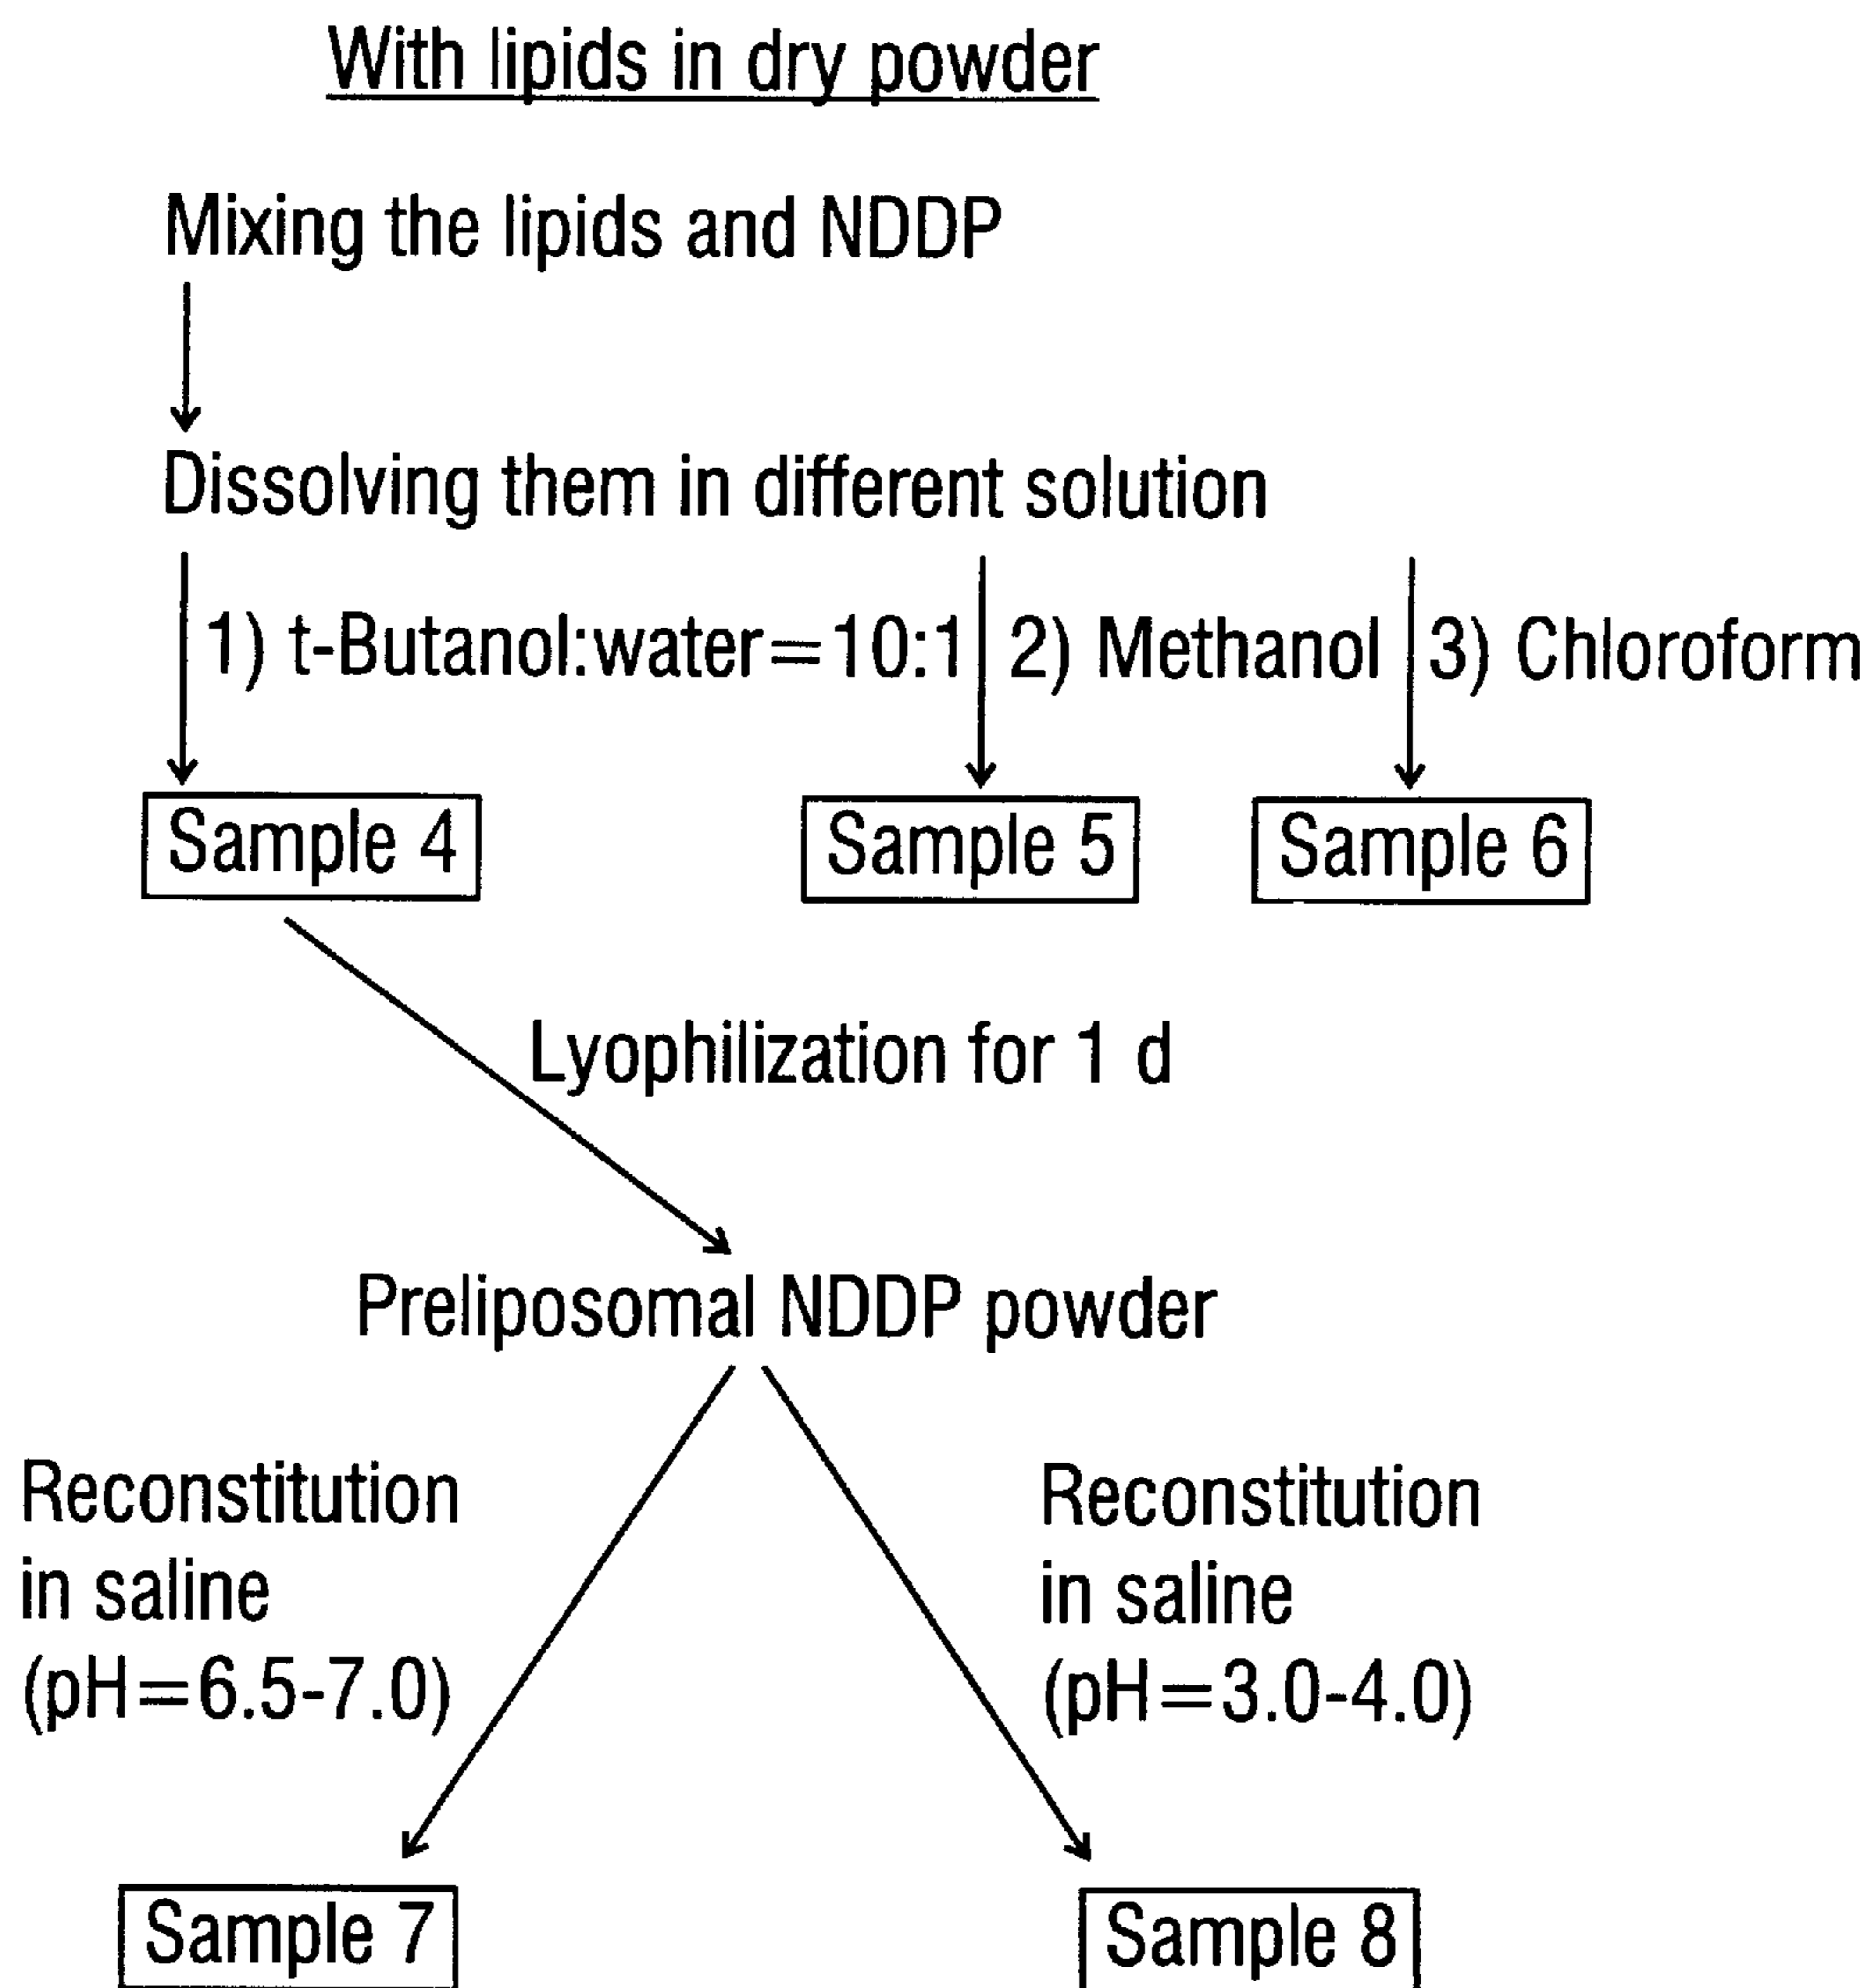 With lipids in dry powder
Mixing the lipids and NDDP
Dissolving them in different solution
1) t-Butanol:water=10:1 2) Methanol 3) Chloroform
Sample 4 Sample 5 Sample 6
Lyophilization for 1 d
Preliposomal NDDP powder
Reconstitution
in saline
(pH=6.5-7.0)
Reconstitution
in saline
(pH=3.0-4.0)
Sample 7 Sample 8